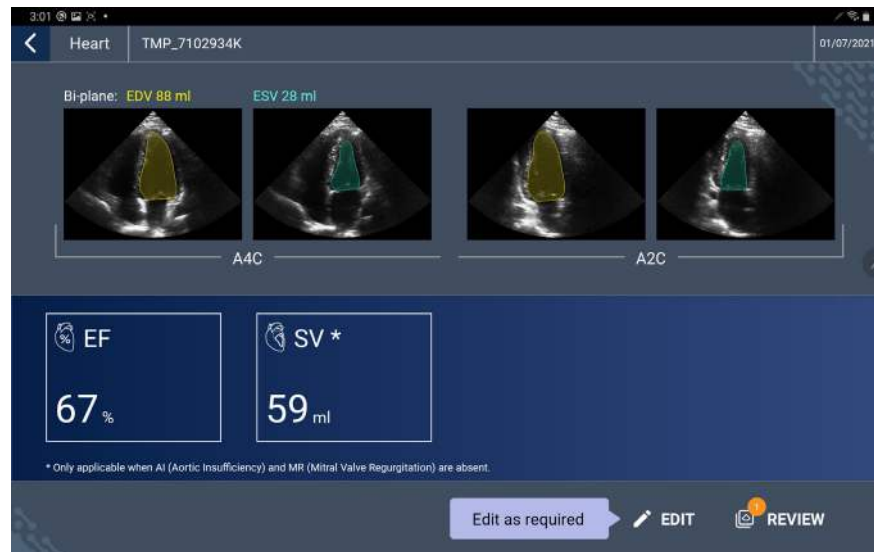 3:01
Heart TMP_7102934K 01/07/2021
Bi-plane: EDV 88 ml ESV 28 ml
A4C A2C
% EF SV *
67 % 59 ml
* Only applicable when AI (Aortic Insufficiency) and MR (Mitral Valve Regurgitation) are absent.
Edit as required EDIT 1 REVIEW